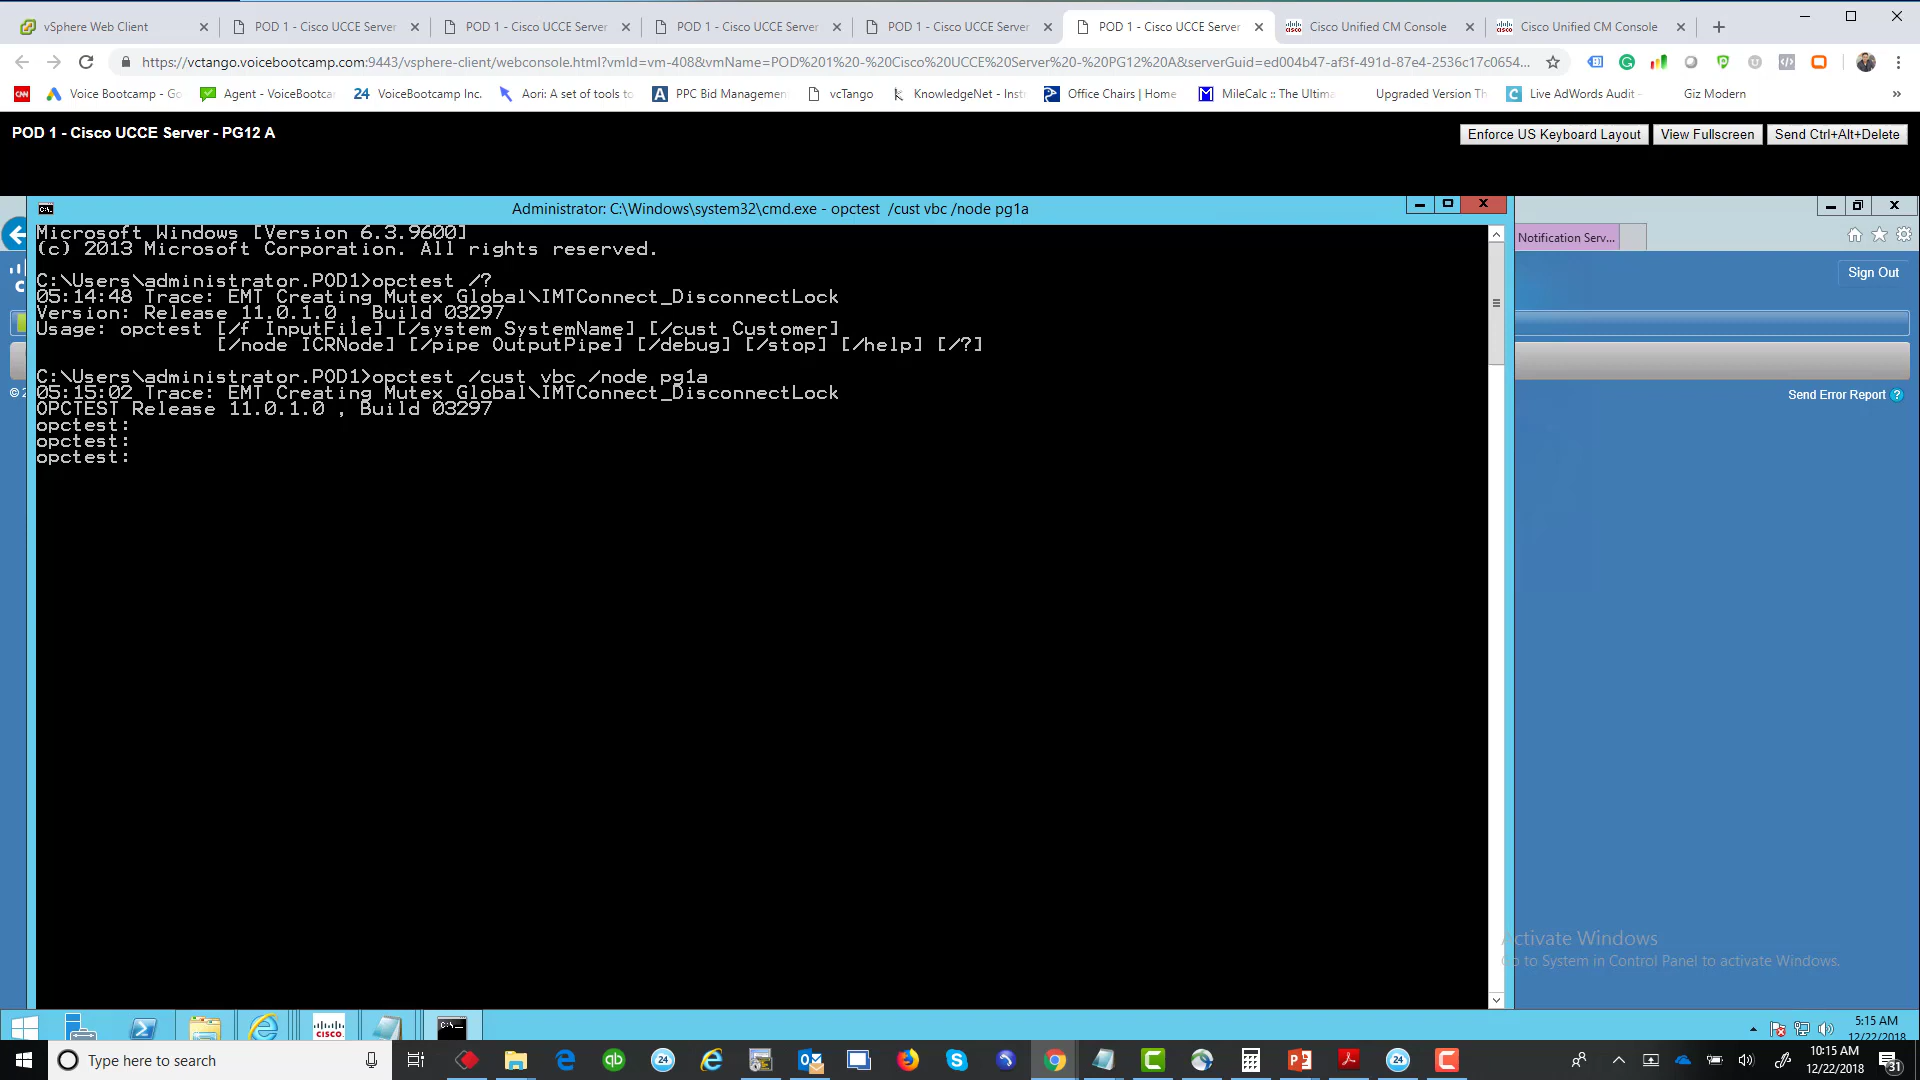 vSphere Web Client
POD 1 - Cisco UCCE Server
POD 1 - Cisco UCCE Server
POD 1 - Cisco UCCE Server
POD 1 - Cisco UCCE Server
POD 1 - Cisco UCCE Server
Cisco Unified CM Console
Cisco Unified CM Console
https://vctango.voicebootcamp.com:9443/vsphere-client/webconsole.html?vmId=vm-408&vmName=POD%201%20-%20Cisco%20UCCE%20Server%20-%20PG12%20A&serverGuid=ed004b47-af3f-491d-87e4-2536c17c0654...
CNN
Voice Bootcamp - Go
Agent - VoiceBootca
24 VoiceBootcamp Inc.
Aori: A set of tools to
PPC Bid Managemen
vcTango
KnowledgeNet - Inst
Office Chairs | Home
MileCalc :: The Ultima
Upgraded Version Th
Live AdWords Audit -
Giz Modern
»
POD 1 - Cisco UCCE Server - PG12 A
Enforce US Keyboard Layout
View Fullscreen
Send Ctrl+Alt+Delete
Administrator: C:\Windows\system32\cmd.exe - opctest /cust vbc /node pg1a
Microsoft Windows [Version 6.3.9600]
(c) 2013 Microsoft Corporation. All rights reserved.
C:\Users\administrator.POD1>opctest /?
05:14:48 Trace: EMT Creating Mutex Global\IMTConnect_DisconnectLock
Version: Release 11.0.1.0 , Build 03297
Usage: opctest [/f InputFile] [/system SystemName] [/cust Customer]
[/node ICRNode] [/pipe OutputPipe] [/debug] [/stop] [/help] [/?]
C:\Users\administrator.POD1>opctest /cust vbc /node pg1a
05:15:02 Trace: EMT Creating Mutex Global\IMTConnect_DisconnectLock
OPCTEST Release 11.0.1.0 , Build 03297
opctest:
opctest:
opctest:
Notification Serv...
Sign Out
Send Error Report ?
© 2
Activate Windows
Go to System in Control Panel to activate Windows.
CISCO
5:15 AM
12/22/2018
Type here to search
10:15 AM
12/22/2018
31